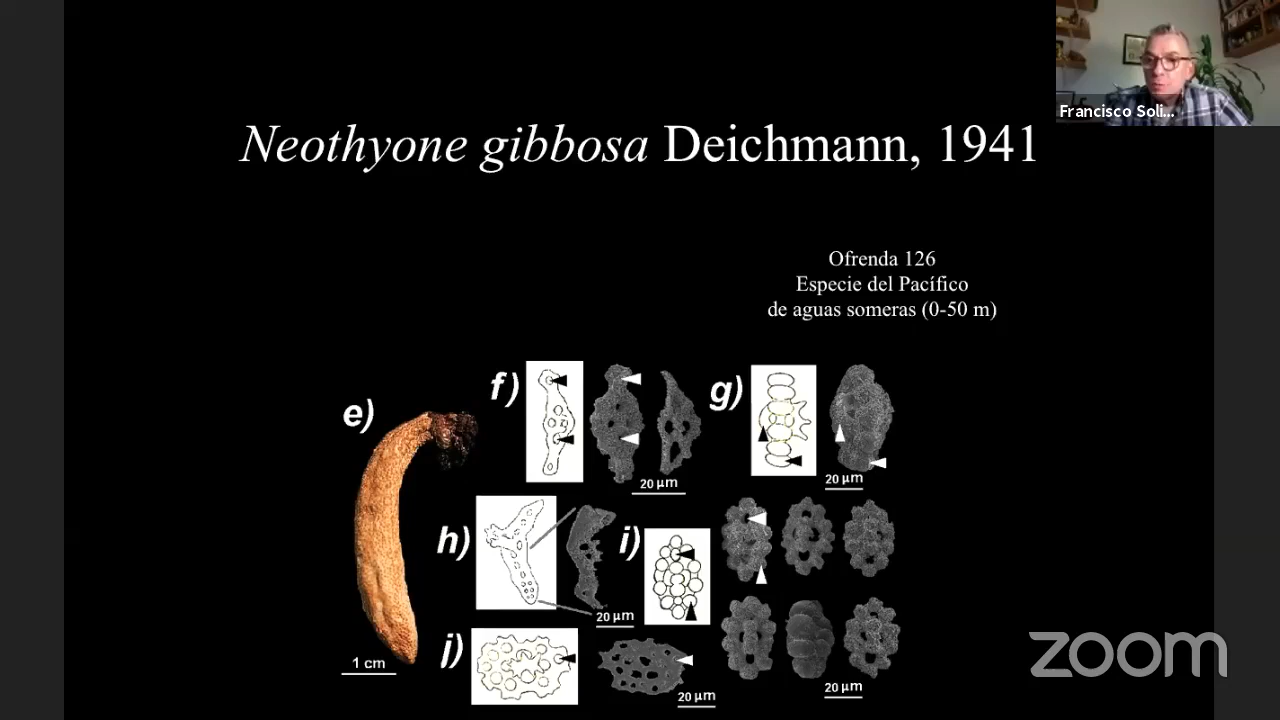 Francisco Soli...
Neothyone gibbosa Deichmann, 1941
Ofrenda 126
Especie del Pacífico
de aguas someras (0-50 m)
e)
f)
20 µm
g)
20 µm
h)
20 µm
i)
20 µm
j)
20 µm
1 cm
zoom